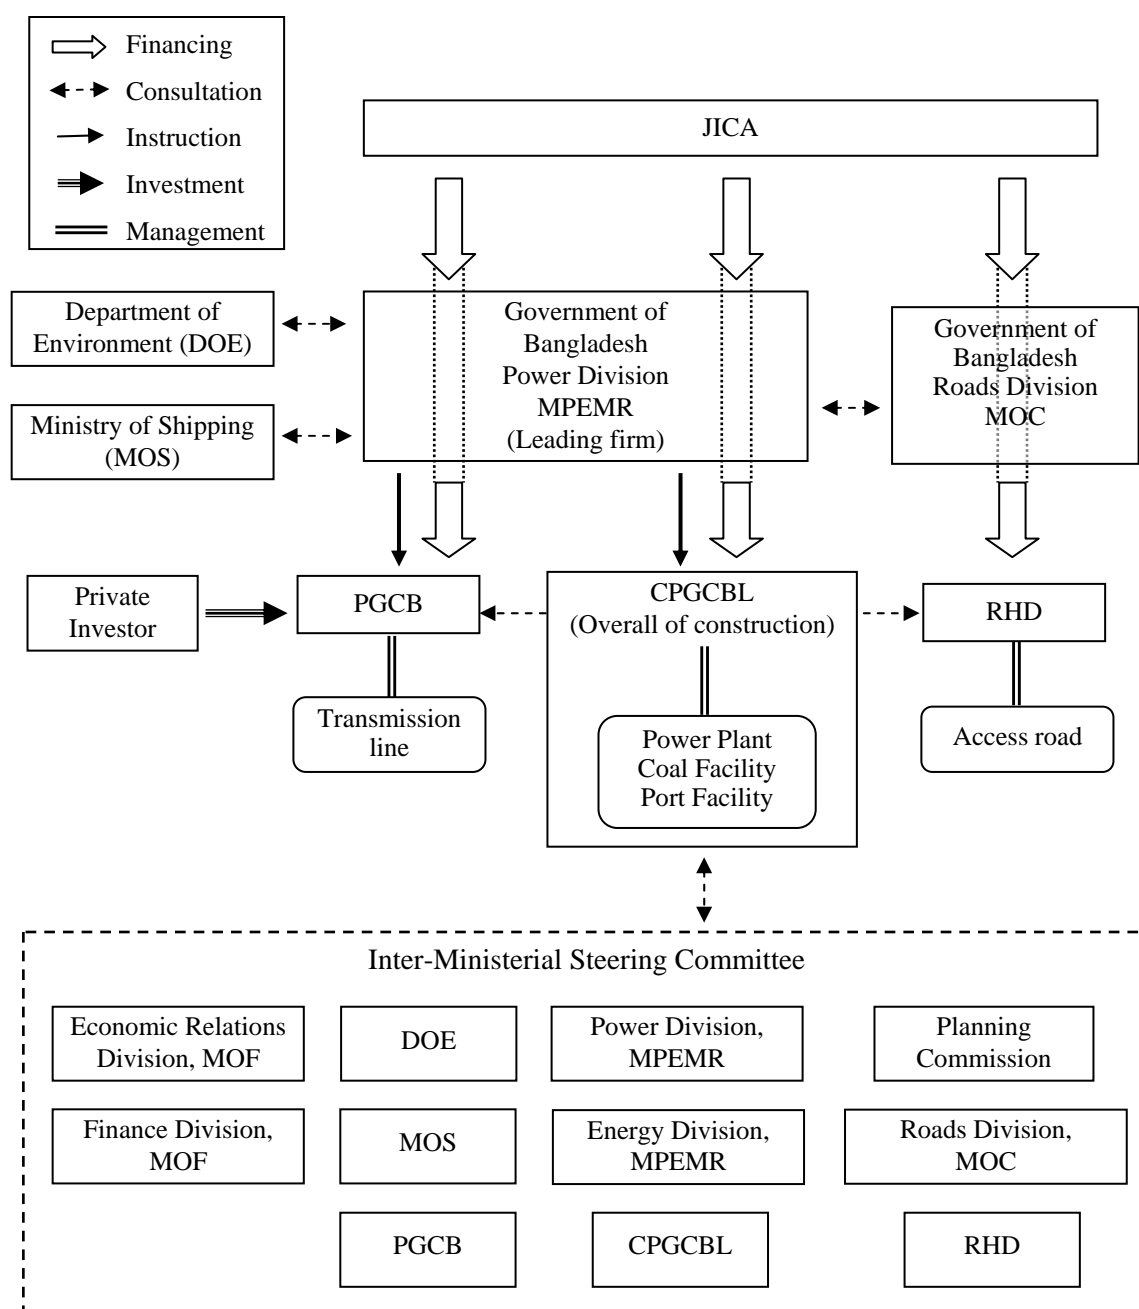 Financing
Consultation
Instruction
Investment
Management
JICA
Department of
Environment (DOE)
Government of
Bangladesh
Power Division
MPEMR
(Leading firm)
Government of
Bangladesh
Roads Division
MOC
Ministry of Shipping
(MOS)
Private
Investor
PGCB
CPGCBL
(Overall of construction)
RHD
Transmission
line
Power Plant
Coal Facility
Port Facility
Access road
Inter-Ministerial Steering Committee
Economic Relations
Division, MOF
DOE
Power Division,
MPEMR
Planning
Commission
Finance Division,
MOF
MOS
Energy Division,
MPEMR
Roads Division,
MOC
PGCB
CPGCBL
RHD